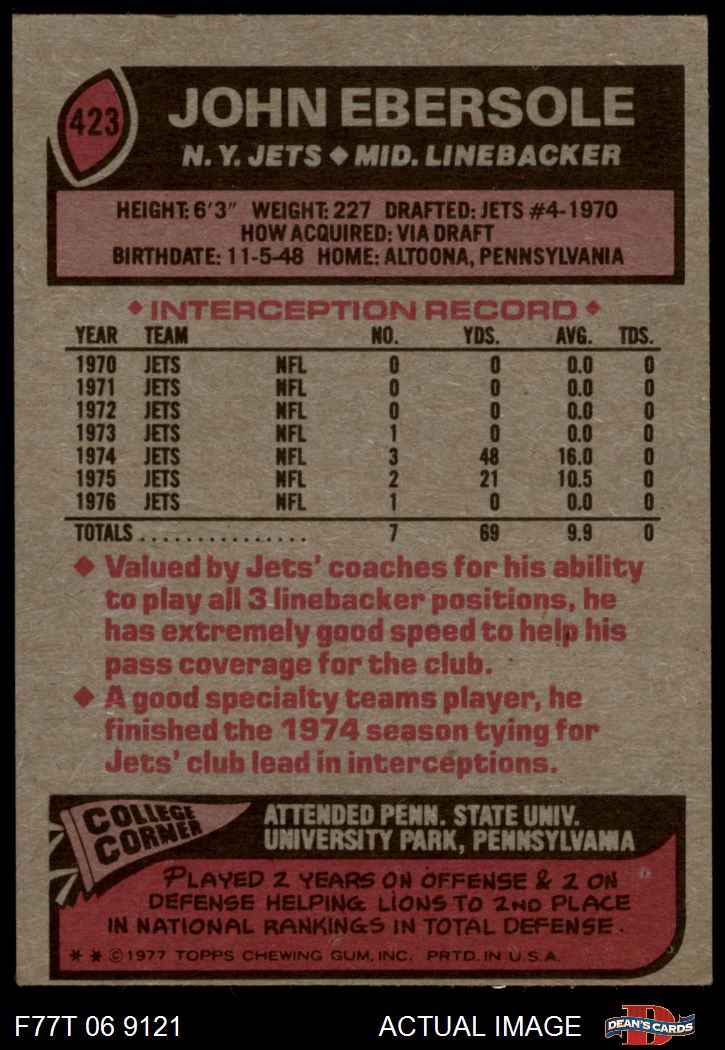 423
JOHN EBERSOLE
N.Y. JETS ◆ MID. LINEBACKER
HEIGHT: 6'3" WEIGHT: 227 DRAFTED: JETS #4-1970
HOW ACQUIRED: VIA DRAFT
BIRTHDATE: 11-5-48 HOME: ALTOONA, PENNSYLVANIA
◆ INTERCEPTION RECORD ◆
YEAR TEAM NO. YDS. AVG. TDS.
1970 JETS NFL 0 0 0.0 0
1971 JETS NFL 0 0 0.0 0
1972 JETS NFL 0 0 0.0 0
1973 JETS NFL 1 0 0.0 0
1974 JETS NFL 3 48 16.0 0
1975 JETS NFL 2 21 10.5 0
1976 JETS NFL 1 0 0.0 0
TOTALS............... 7 69 9.9 0
◆ Valued by Jets' coaches for his ability
to play all 3 linebacker positions, he
has extremely good speed to help his
pass coverage for the club.
◆ A good specialty teams player, he
finished the 1974 season tying for
Jets' club lead in interceptions.
COLLEGE
CORNER
ATTENDED PENN. STATE UNIV.
UNIVERSITY PARK, PENNSYLVANIA
PLAYED 2 YEARS ON OFFENSE & 2 ON
DEFENSE HELPING LIONS TO 2ND PLACE
IN NATIONAL RANKINGS IN TOTAL DEFENSE.
* * © 1977 TOPPS CHEWING GUM, INC. PRTD. IN U.S.A.
F77T 06 9121 ACTUAL IMAGE
D
DEAN'S CARDS